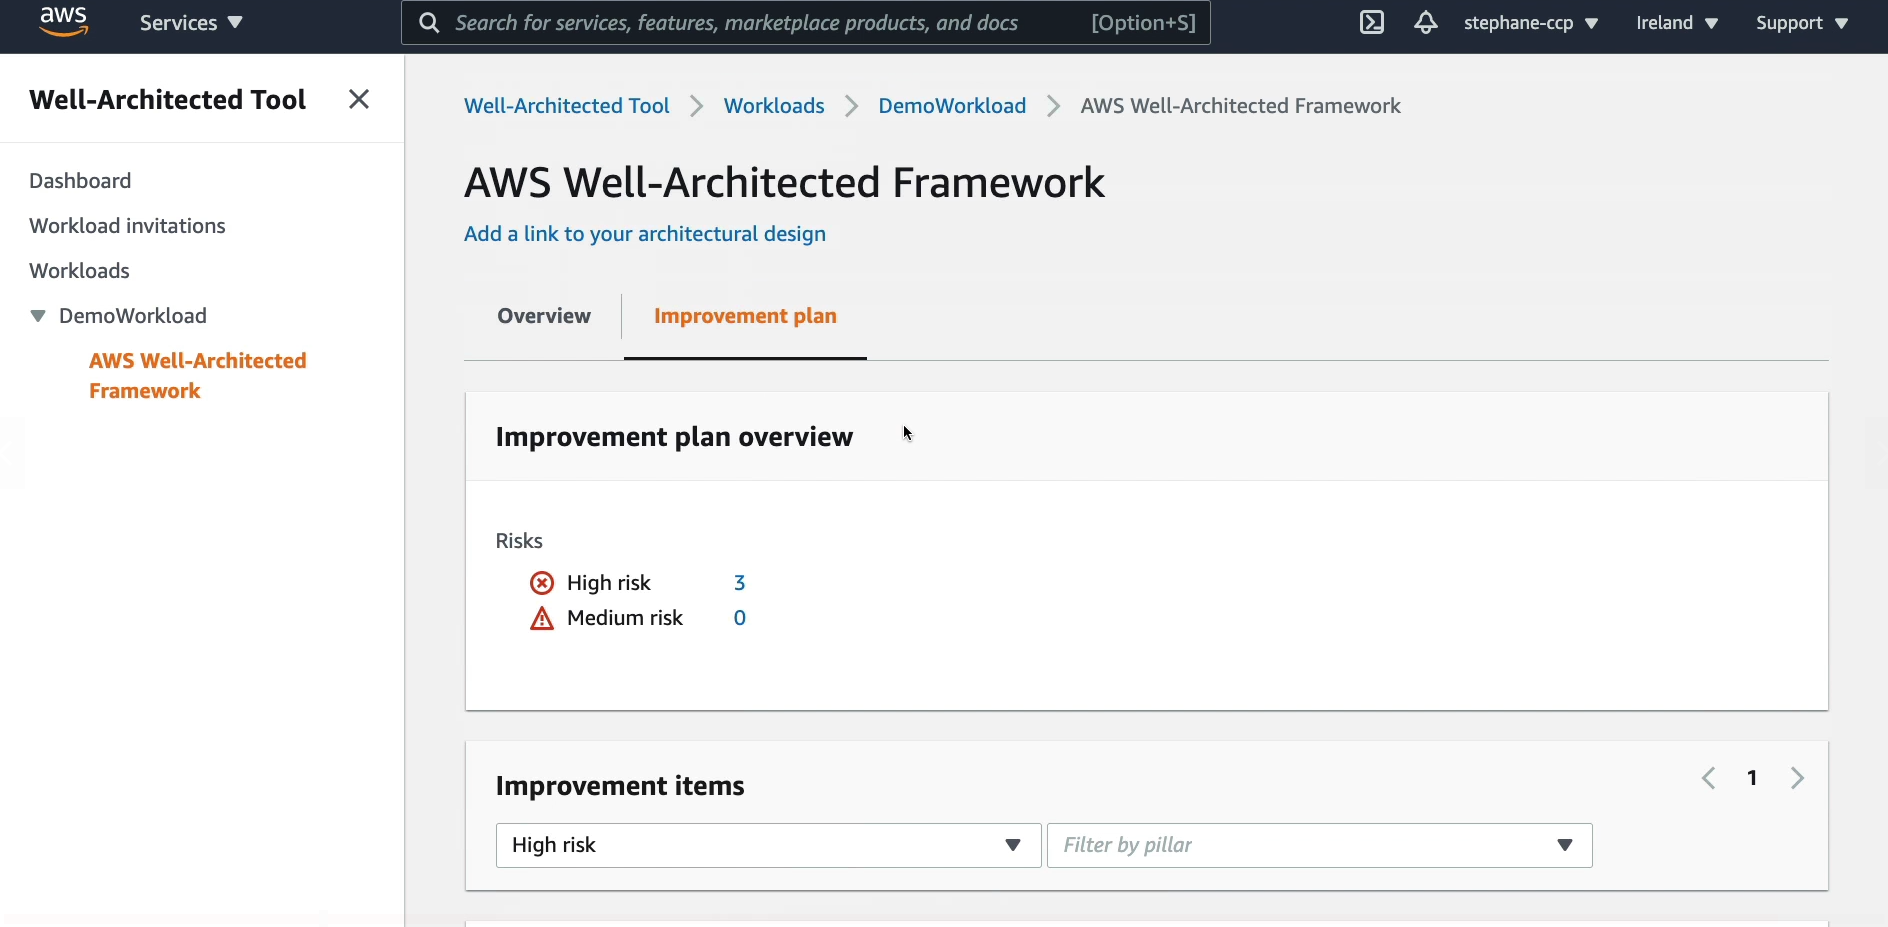 aws
Services
Search for services, features, marketplace products, and docs
[Option+S]
stephane-ccp
Ireland
Support
Well-Architected Tool
Dashboard
Workload invitations
Workloads
DemoWorkload
AWS Well-Architected
Framework
Well-Architected Tool > Workloads > DemoWorkload > AWS Well-Architected Framework
AWS Well-Architected Framework
Add a link to your architectural design
Overview
Improvement plan
Improvement plan overview
Risks
High risk 3
Medium risk 0
Improvement items
1
High risk
Filter by pillar